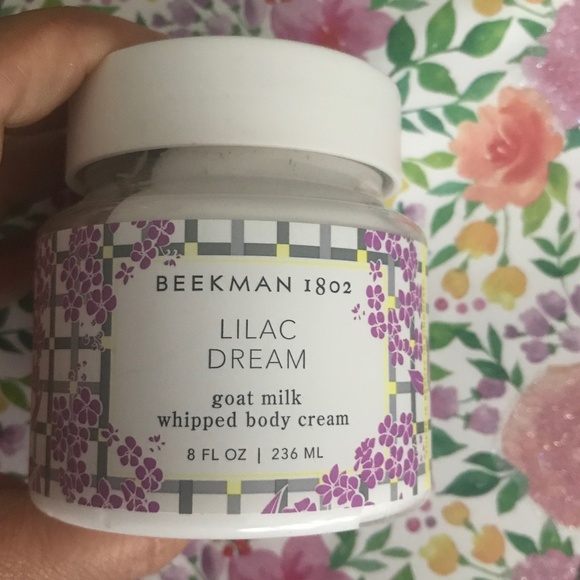 BEEKMAN 1802
LILAC
DREAM
goat milk
whipped body cream
8 FL OZ | 236 ML